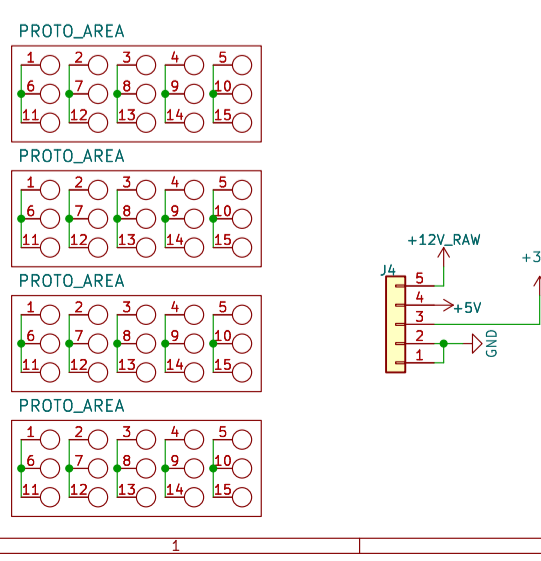 PROTO_AREA
1 2 3 4 5
6 7 8 9 10
11 12 13 14 15
PROTO_AREA
1 2 3 4 5
6 7 8 9 10
11 12 13 14 15
PROTO_AREA
1 2 3 4 5
6 7 8 9 10
11 12 13 14 15
PROTO_AREA
1 2 3 4 5
6 7 8 9 10
11 12 13 14 15
+12V_RAW
+3
J4
5
4
+5V
3
2
GND
1
1